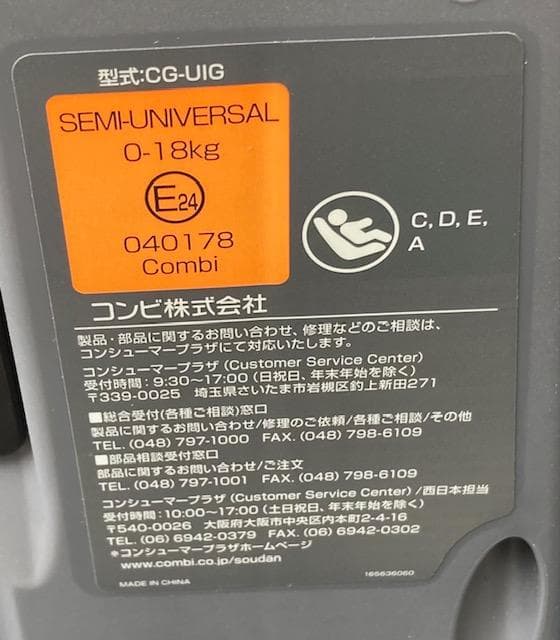 型式:CG-UIG
SEMI-UNIVERSAL
0-18kg
E24
040178
Combi
C, D, E,
A
コンビ株式会社
製品・部品に関するお問い合わせ、修理などのご相談は、
コンシューマープラザにて対応いたします。
コンシューマープラザ (Customer Service Center)
受付時間：9:30〜17:00 (日祝日、年末年始を除く)
〒339-0025 埼玉県さいたま市岩槻区釣上新田271
■総合受付(各種ご相談)窓口
製品に関するお問い合わせ/修理のご依頼/各種ご相談/その他
TEL. (048) 797-1000 FAX. (048) 798-6109
■部品相談受付窓口
部品に関するお問い合わせ/ご注文
TEL. (048) 797-1001 FAX. (048) 798-6109
コンシューマープラザ (Customer Service Center) /西日本担当
受付時間：10:00〜17:00 (土日祝日、年末年始を除く)
〒540-0026 大阪府大阪市中央区内本町2-4-16
TEL. (06) 6942-0379 FAX. (06) 6942-0302
＊コンシューマープラザホームページ
www.combi.co.jp/soudan
MADE IN CHINA
165636060